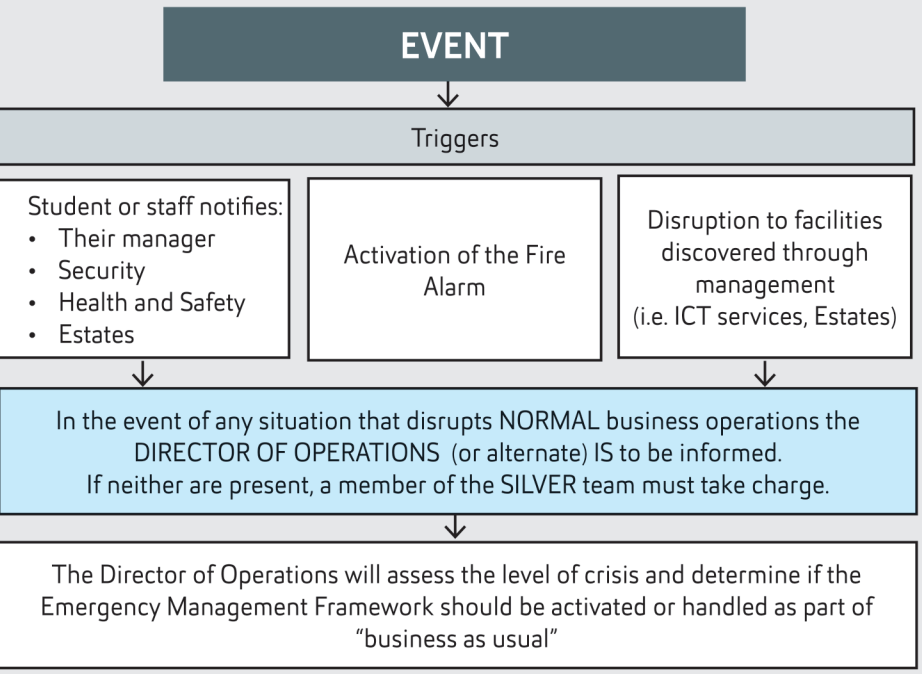 EVENT
Triggers
Student or staff notifies:
• Their manager
• Security
• Health and Safety
• Estates
Activation of the Fire
Alarm
Disruption to facilities
discovered through
management
(i.e. ICT services, Estates)
In the event of any situation that disrupts NORMAL business operations the
DIRECTOR OF OPERATIONS (or alternate) IS to be informed.
If neither are present, a member of the SILVER team must take charge.
The Director of Operations will assess the level of crisis and determine if the
Emergency Management Framework should be activated or handled as part of
“business as usual”